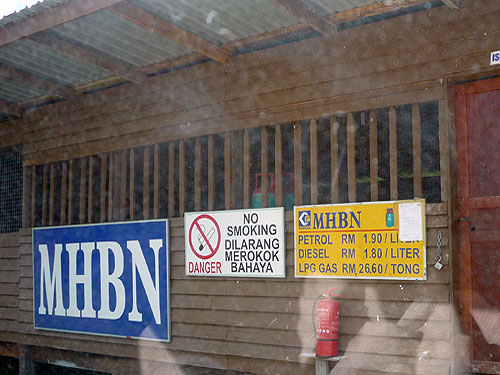 IS
MHBN
NO
SMOKING
DILARANG
MEROKOK
DANGER BAHAYA
MHBN
PETROL RM 1.90 / LITER
DIESEL RM 1.80 / LITER
LPG GAS RM 26.60 / TONG